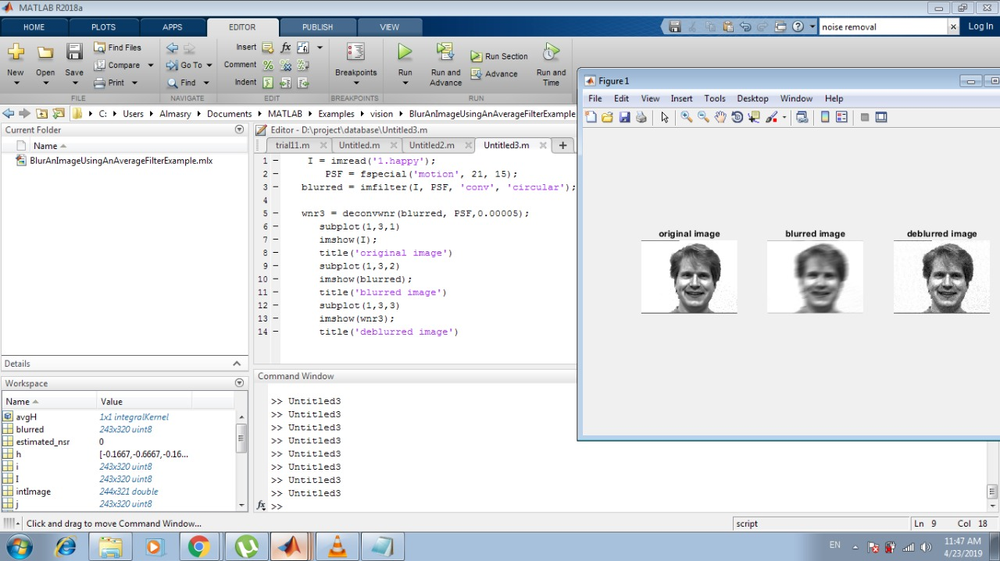 MATLAB R2018a
HOME PLOTS APPS EDITOR PUBLISH VIEW
noise removal
Log In
New Open Save Find Files Compare Print
FILE
Go To Find
NAVIGATE
Insert fx
Comment
Indent
EDIT
Breakpoints
BREAKPOINTS
Run Run and Advance Run Section Advance Run and Time
RUN
C: Users Almasry Documents MATLAB Examples vision BlurAnImageUsingAnAverageFilterExample
Current Folder
Name
BlurAnImageUsingAnAverageFilterExample.mlx
Details
Workspace
Name Value
avgH 1x1 integralKernel
blurred 243x320 uint8
estimated_nsr 0
h [-0.1667,-0.6667,-0.16...
i 243x320 uint8
I 243x320 uint8
intImage 244x321 double
j 243x320 uint8
Editor - D:\project\database\Untitled3.m
trial11.m Untitled.m Untitled2.m Untitled3.m
1 I = imread('1.happy');
2 PSF = fspecial('motion', 21, 15);
3 blurred = imfilter(I, PSF, 'conv', 'circular');
4
5 wnr3 = deconvwnr(blurred, PSF,0.00005);
6 subplot(1,3,1)
7 imshow(I);
8 title('original image')
9 subplot(1,3,2)
10 imshow(blurred);
11 title('blurred image')
12 subplot(1,3,3)
13 imshow(wnr3);
14 title('deblurred image')
Command Window
>> Untitled3
>> Untitled3
>> Untitled3
>> Untitled3
>> Untitled3
>> Untitled3
>> Untitled3
>> Untitled3
fx >>
Figure 1
File Edit View Insert Tools Desktop Window Help
original image blurred image deblurred image
Click and drag to move Command Window...
script
Ln 9 Col 18
EN
11:47 AM
4/23/2019